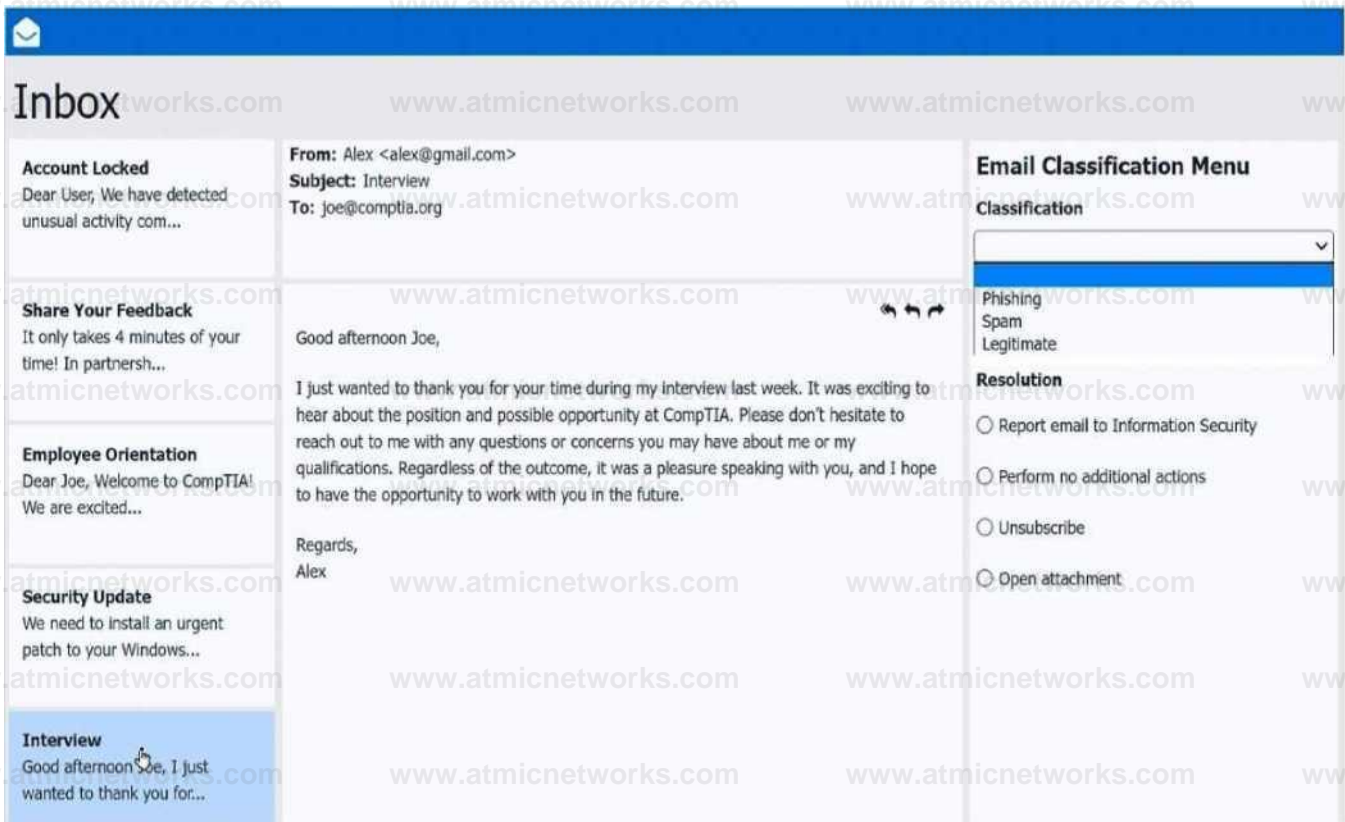 Inbox
Account Locked
Dear User, We have detected
unusual activity com...
Share Your Feedback
It only takes 4 minutes of your
time! In partnersh...
Employee Orientation
Dear Joe, Welcome to CompTIA!
We are excited...
Security Update
We need to install an urgent
patch to your Windows...
Interview
Good afternoon Joe, I just
wanted to thank you for...
From: Alex <alex@gmail.com>
Subject: Interview
To: joe@comptia.org
Good afternoon Joe,
I just wanted to thank you for your time during my interview last week. It was exciting to
hear about the position and possible opportunity at CompTIA. Please don't hesitate to
reach out to me with any questions or concerns you may have about me or my
qualifications. Regardless of the outcome, it was a pleasure speaking with you, and I hope
to have the opportunity to work with you in the future.
Regards,
Alex
Email Classification Menu
Classification
Phishing
Spam
Legitimate
Resolution
Report email to Information Security
Perform no additional actions
Unsubscribe
Open attachment
www.atmicnetworks.com